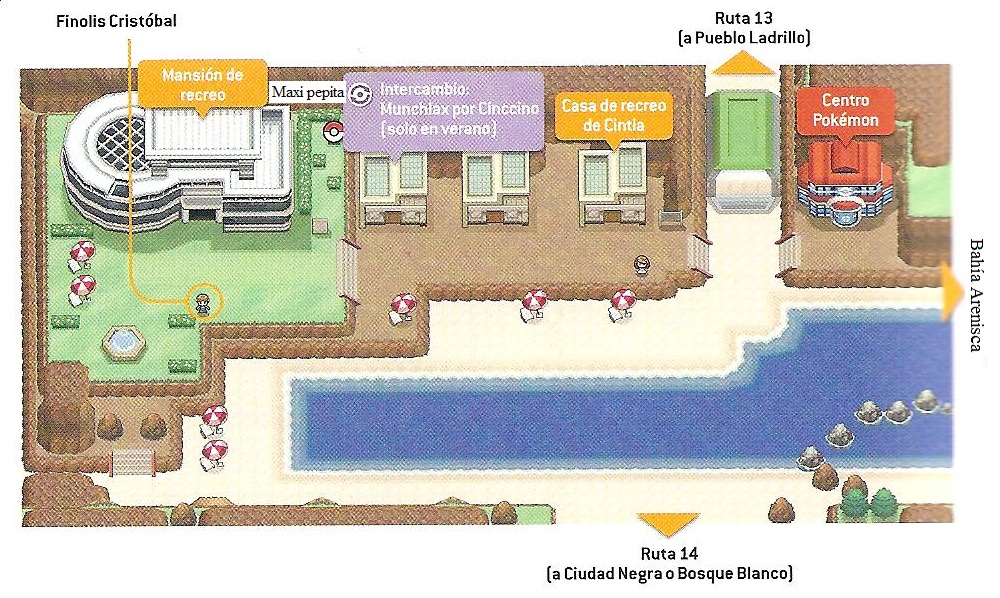 Finolis Cristóbal
Ruta 13
(a Pueblo Ladrillo)
Mansión de
recreo
Maxi pepita
Intercambio:
Munchlax por Cinccino
(solo en verano)
Casa de recreo
de Cintia
Centro
Pokémon
Bahía Arenisca
Ruta 14
(a Ciudad Negra o Bosque Blanco)